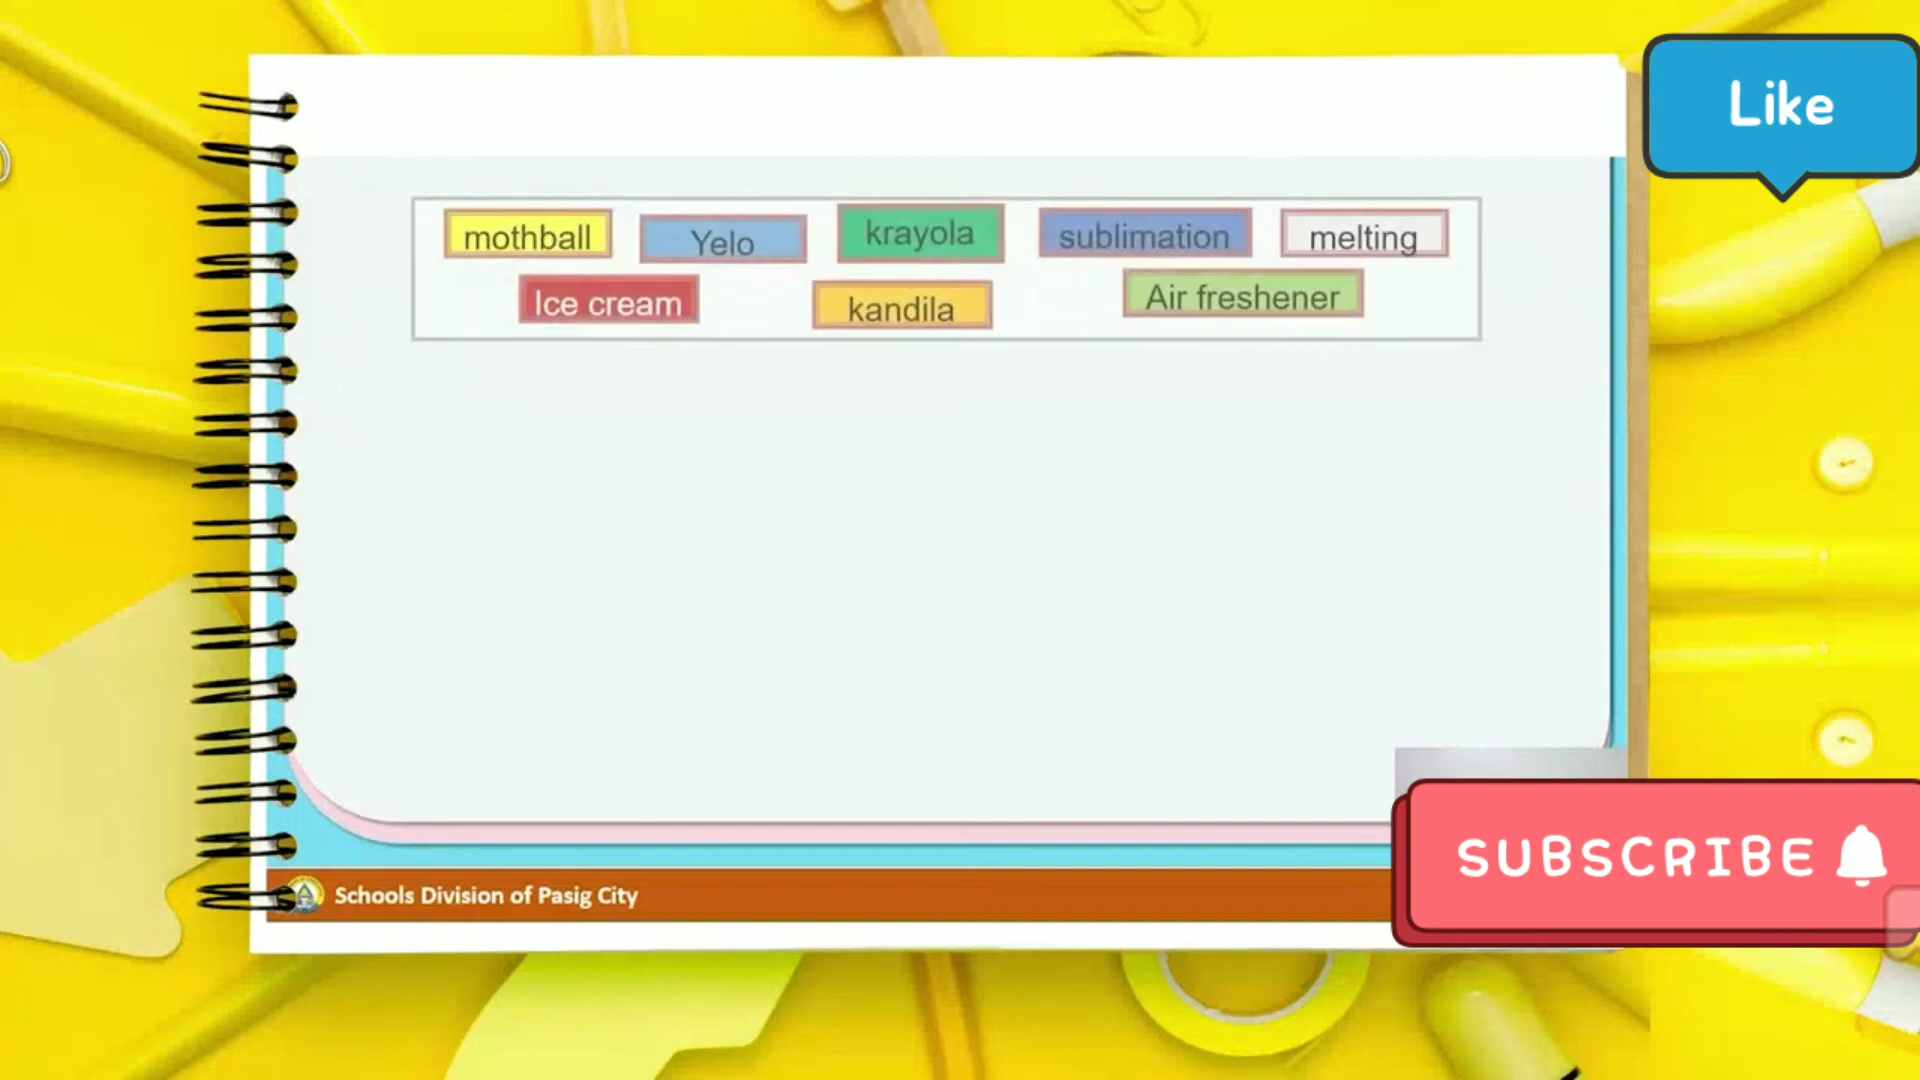 Like
mothball Yelo krayola sublimation melting
Ice cream kandila Air freshener
SUBSCRIBE
Schools Division of Pasig City